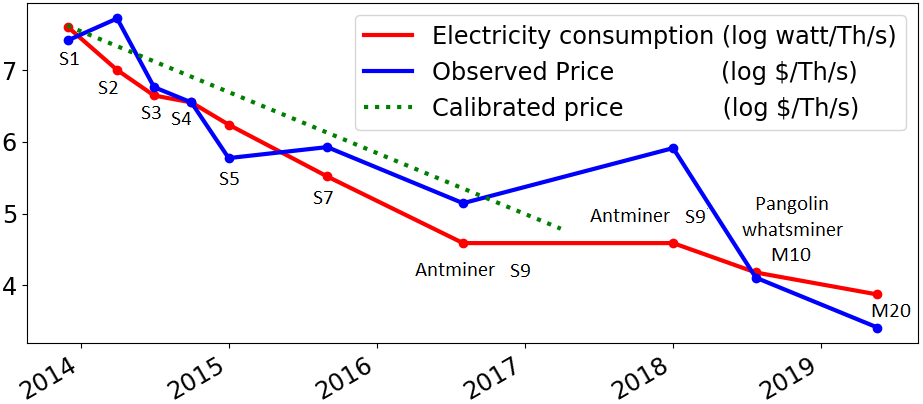 Electricity consumption (log watt/Th/s)
Observed Price (log $/Th/s)
Calibrated price (log $/Th/s)
7
6
5
4
S1
S2
S3
S4
S5
S7
Antminer S9
Antminer S9
Pangolin
whatsminer
M10
M20
2014
2015
2016
2017
2018
2019